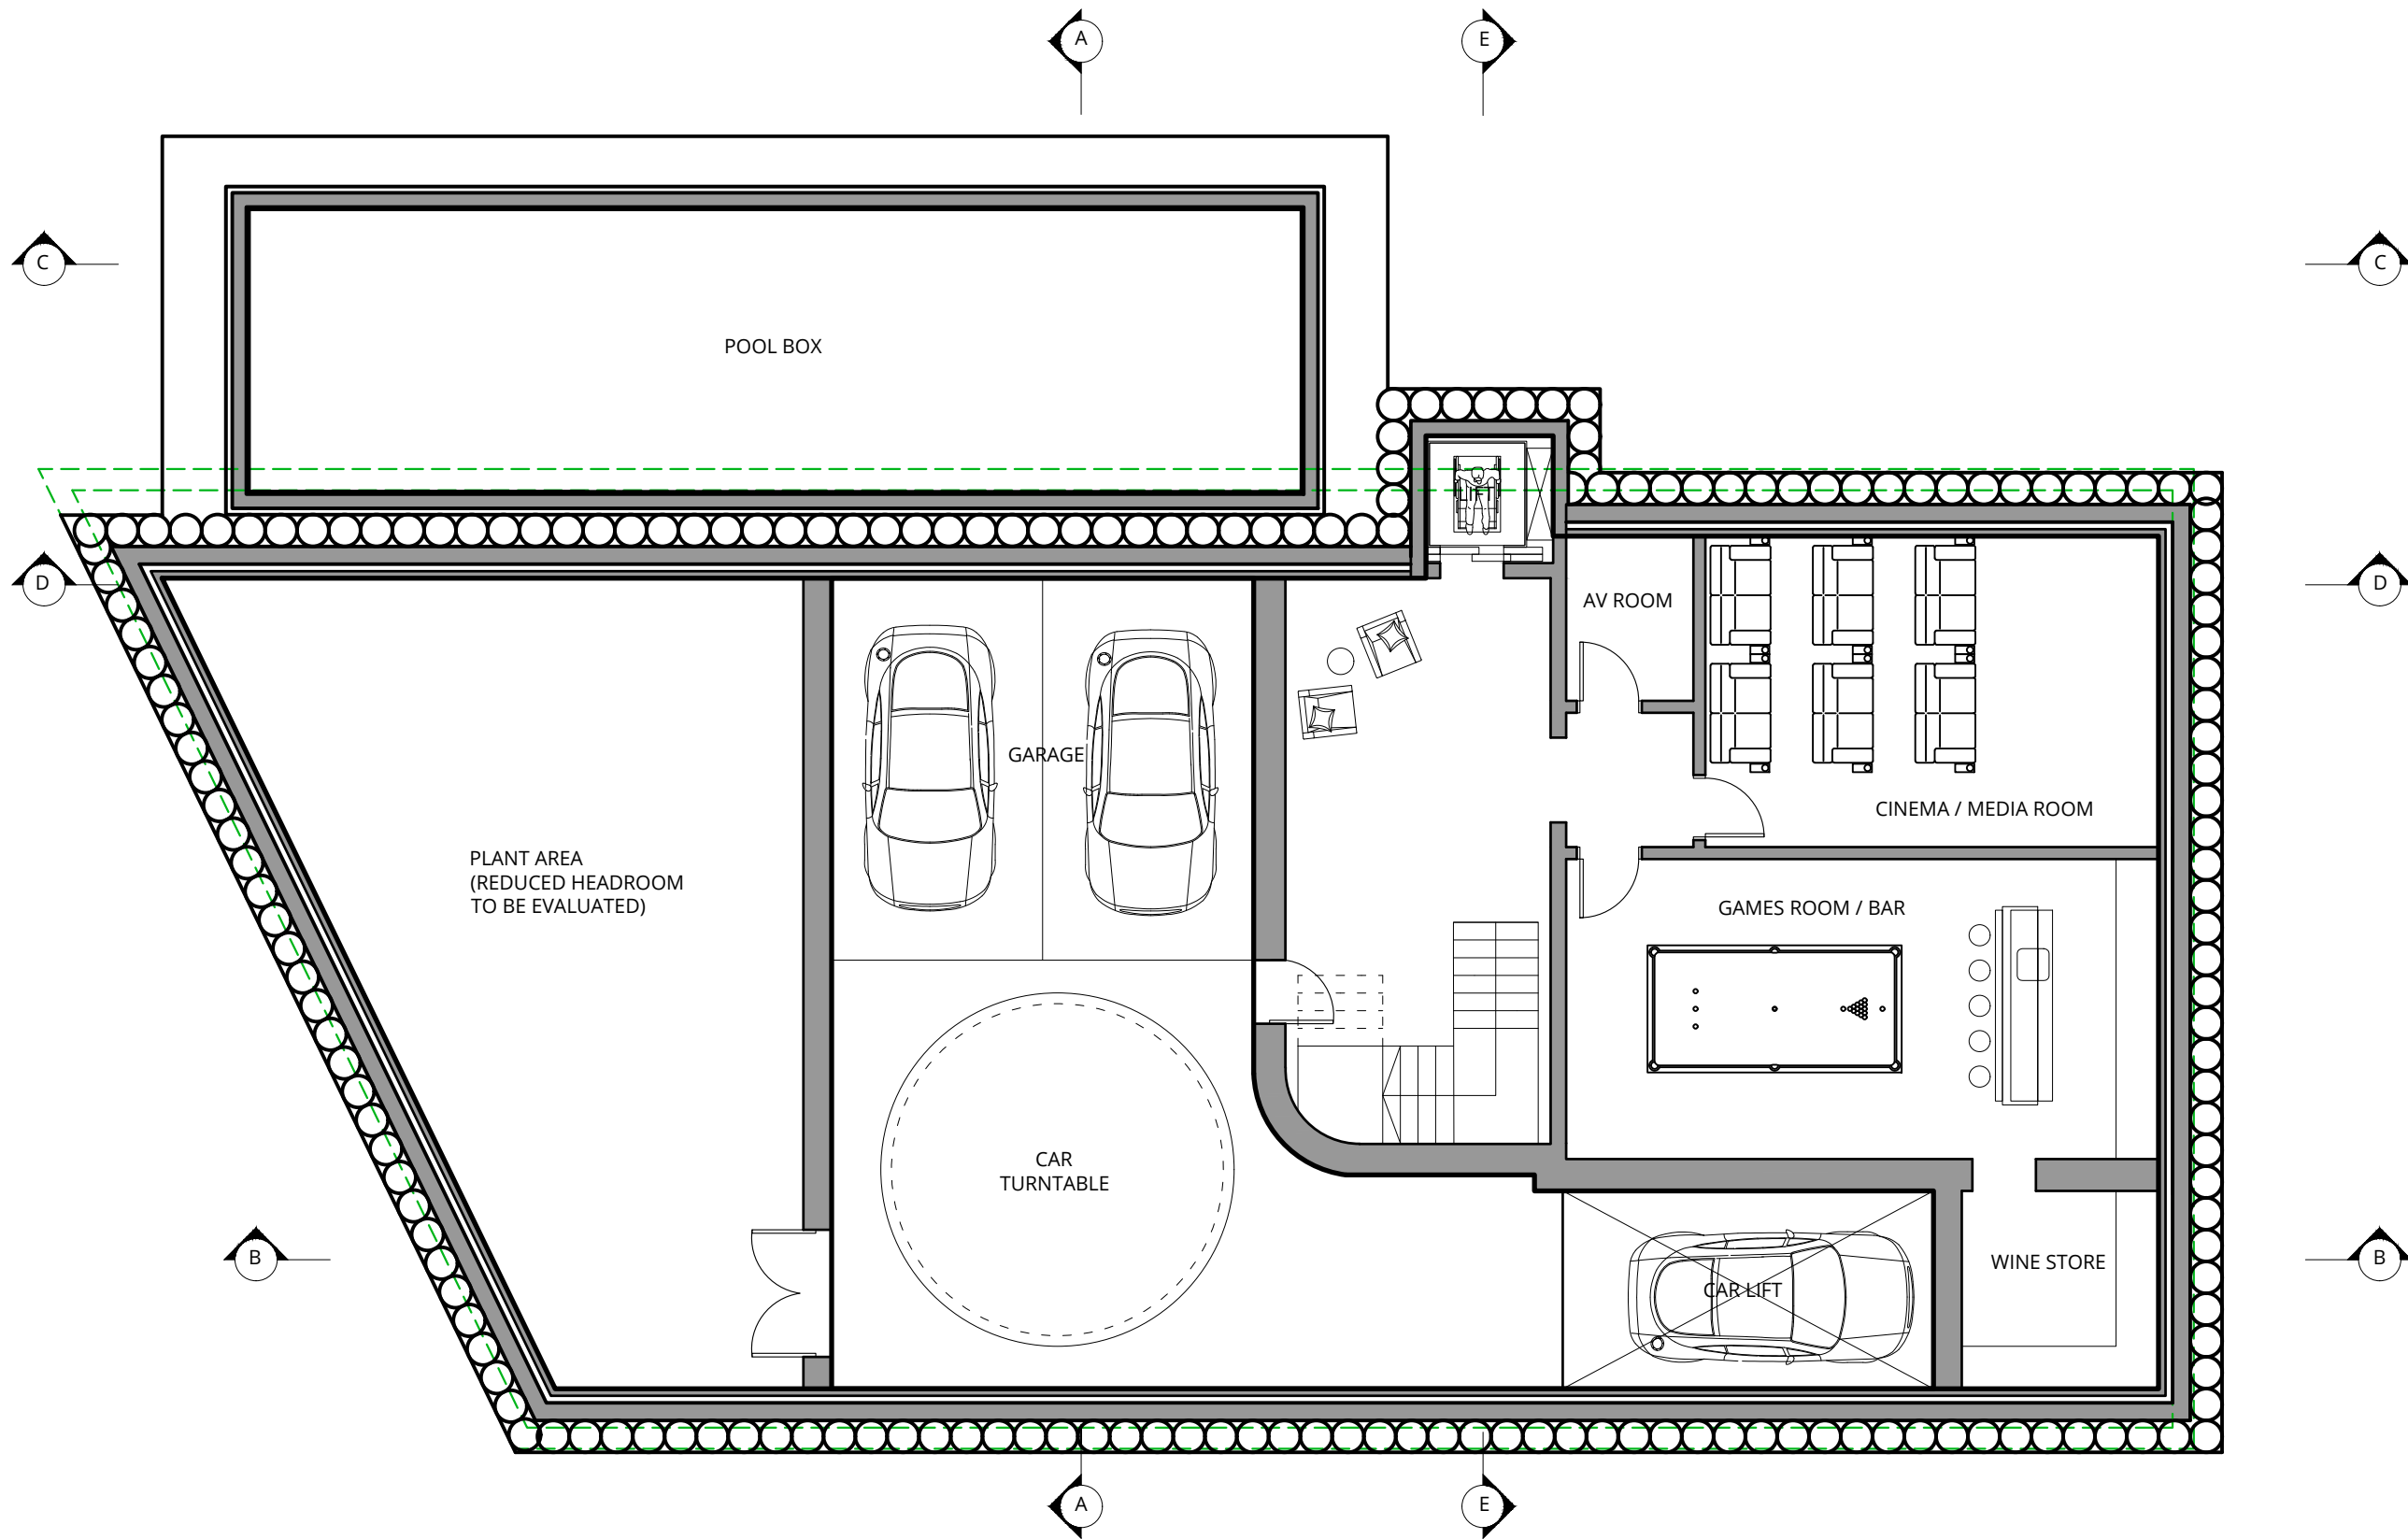 A
E
C
C
POOL BOX
D
D
AV ROOM
GARAGE
CINEMA / MEDIA ROOM
PLANT AREA
(REDUCED HEADROOM
TO BE EVALUATED)
GAMES ROOM / BAR
CAR
TURNTABLE
B
B
WINE STORE
CAR LIFT
A
E